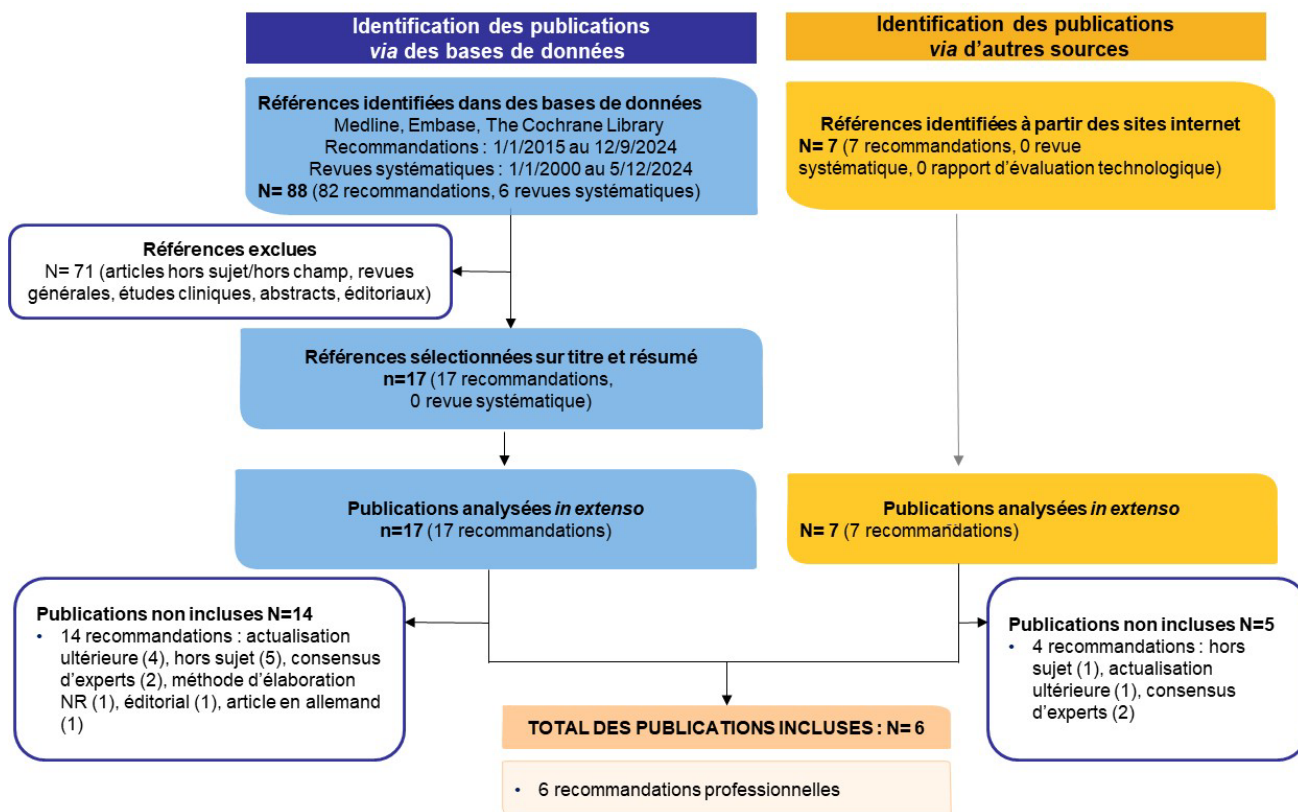 Identification des publications
via des bases de données
Identification des publications
via d'autres sources
Références identifiées dans des bases de données
Medline, Embase, The Cochrane Library
Recommandations : 1/1/2015 au 12/9/2024
Revues systématiques : 1/1/2000 au 5/12/2024
N= 88 (82 recommandations, 6 revues systématiques)
Références identifiées à partir des sites internet
N= 7 (7 recommandations, 0 revue
systématique, 0 rapport d'évaluation technologique)
Références exclues
N= 71 (articles hors sujet/hors champ, revues
générales, études cliniques, abstracts, éditoriaux)
Références sélectionnées sur titre et résumé
n=17 (17 recommandations,
0 revue systématique)
Publications analysées in extenso
n=17 (17 recommandations)
Publications analysées in extenso
N= 7 (7 recommandations)
Publications non incluses N=14
• 14 recommandations : actualisation
ultérieure (4), hors sujet (5), consensus
d'experts (2), méthode d'élaboration
NR (1), éditorial (1), article en allemand
(1)
Publications non incluses N=5
• 4 recommandations : hors
sujet (1), actualisation
ultérieure (1), consensus
d'experts (2)
TOTAL DES PUBLICATIONS INCLUSES : N= 6
• 6 recommandations professionnelles